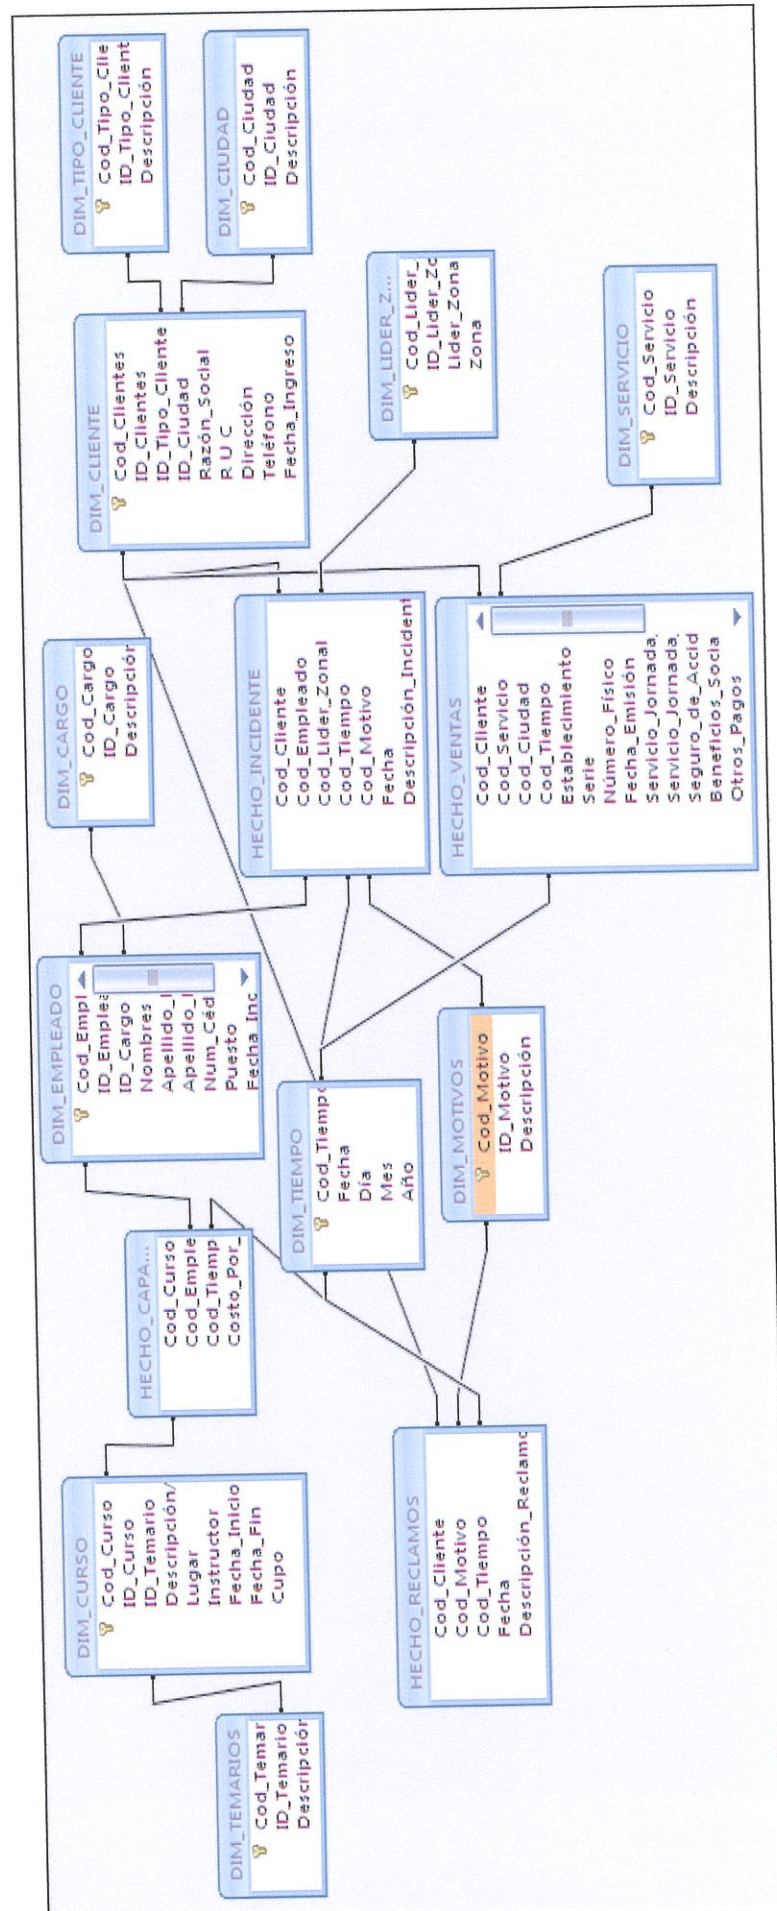 DIM_TEMARIOS
Cod_Temar
ID_Temario
Descripción
DIM_CURSO
Cod_Curso
ID_Curso
ID_Temario
Descripción/
Lugar
Instructor
Fecha_Inicio
Fecha_Fin
Cupo
HECHO_CAPA...
Cod_Curso
Cod_Emple
Cod_Tiemp
Costo_Por_
HECHO_RECLAMOS
Cod_Cliente
Cod_Motivo
Cod_Tiempo
Fecha
Descripción_Reclamo
DIM_EMPLEADO
Cod_Empl
ID_Emplea
ID_Cargo
Nombres
Apellido_
Apellido_
Num_Céd
Puesto
Fecha_Inc
DIM_TIEMPO
Cod_Tiempo
Fecha
Día
Mes
Año
DIM_MOTIVOS
Cod_Motivo
ID_Motivo
Descripción
DIM_CARGO
Cod_Cargo
ID_Cargo
Descripción
HECHO_INCIDENTE
Cod_Cliente
Cod_Empleado
Cod_Lider_Zonal
Cod_Tiempo
Cod_Motivo
Fecha
Descripción_Incident
HECHO_VENTAS
Cod_Cliente
Cod_Servicio
Cod_Ciudad
Cod_Tiempo
Establecimiento
Serie
Número_Físico
Fecha_Emisión
Servicio_Jornada_
Servicio_Jornada_
Seguro_de_Accid
Beneficios_Socia
Otros_Pagos
DIM_CLIENTE
Cod_Clientes
ID_Clientes
ID_Tipo_Cliente
ID_Ciudad
Razón_Social
R U C
Dirección
Teléfono
Fecha_Ingreso
DIM_TIPO_CLIENTE
Cod_Tipo_Clie
ID_Tipo_Client
Descripción
DIM_CIUDAD
Cod_Ciudad
ID_Ciudad
Descripción
DIM_LIDER_Z...
Cod_Lider_
ID_Lider_Zo
Lider_Zona
Zona
DIM_SERVICIO
Cod_Servicio
ID_Servicio
Descripción